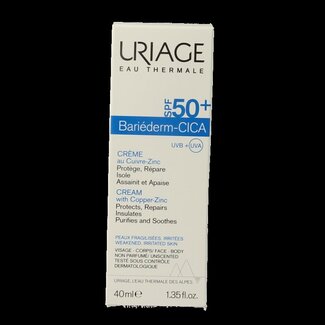 URIAGE
EAU THERMALE
SPF 50+
Bariéderm-CICA
UVB + UVA
CRÈME
au Cuivre-Zinc
Protège, Répare
Isole
Assainit et Apaise
CREAM
with Copper-Zinc
Protects, Repairs
Insulates
Purifies and Soothes
PEAUX FRAGILISÉES, IRRITÉES
WEAKENED, IRRITATED SKIN
VISAGE - CORPS / FACE - BODY
NON PARFUMÉ / UNSCENTED
TESTÉ SOUS CONTRÔLE
DERMATOLOGIQUE
URIAGE, L'EAU THERMALE DES ALPES
40ml e 1.35 fl.oz.